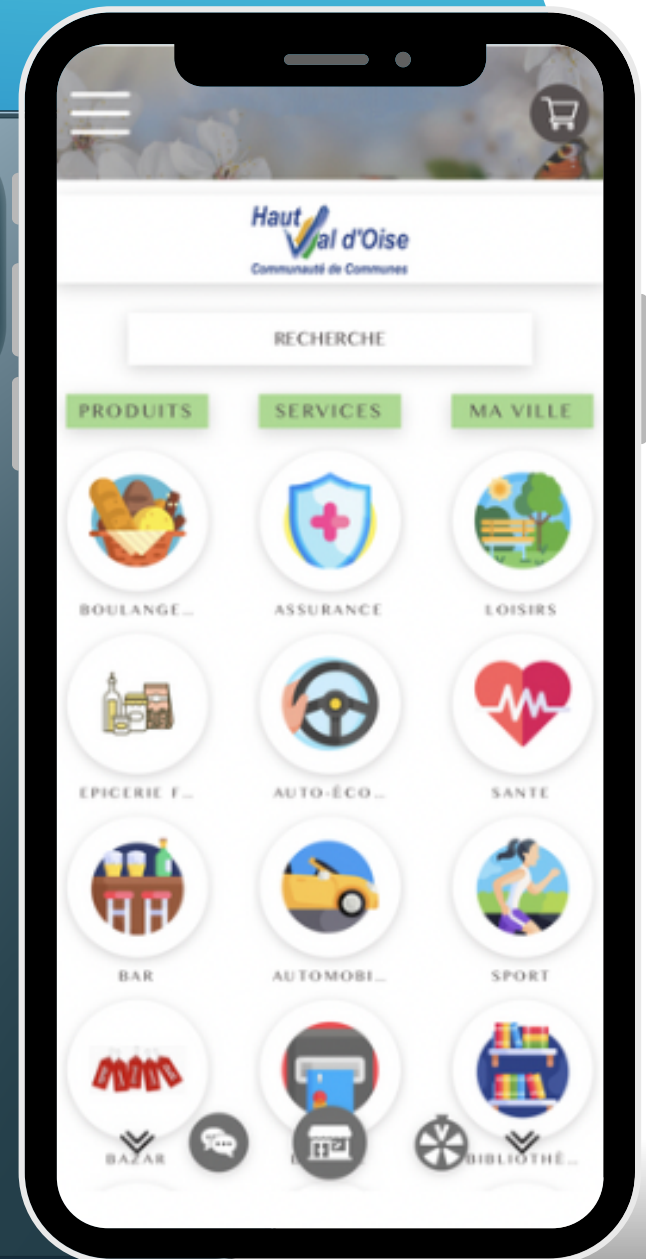 Haut Val d'Oise
Communauté de Communes
RECHERCHE
PRODUITS SERVICES MA VILLE
BOULANGE... ASSURANCE LOISIRS
EPICERIE F... AUTO-ÉCO... SANTE
BAR AUTOMOBI... SPORT
BAZAR BIBLIOTHÈ...